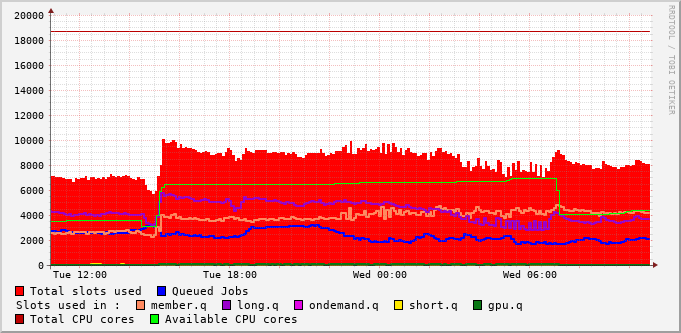 20000
18000
16000
14000
12000
10000
8000
6000
4000
2000
0
Tue 12:00 Tue 18:00 Wed 00:00 Wed 06:00
RRDTOOL / TOBI OETIKER
Total slots used Queued Jobs
Slots used in : member.q long.q ondemand.q short.q gpu.q
Total CPU cores Available CPU cores